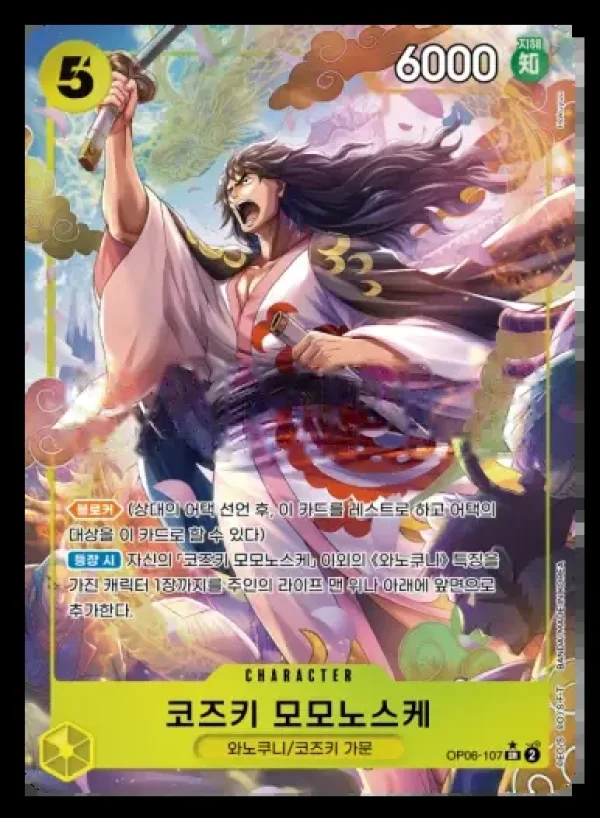 5
6000
지혜
知
블로커 (상대의 어택 선언 후, 이 카드를 레스트로 하고 어택의
대상을 이 카드로 할 수 있다)
등장 시 자신의 「코즈키 모모노스케」 이외의 《와노쿠니》 특징을
가진 캐릭터 1장까지를 주인의 라이프 맨 위나 아래에 앞면으로
추가한다.
BANDAI MADE IN KOREA
CHARACTER
코즈키 모모노스케
와노쿠니/코즈키 가문
OP06-107 SR 2